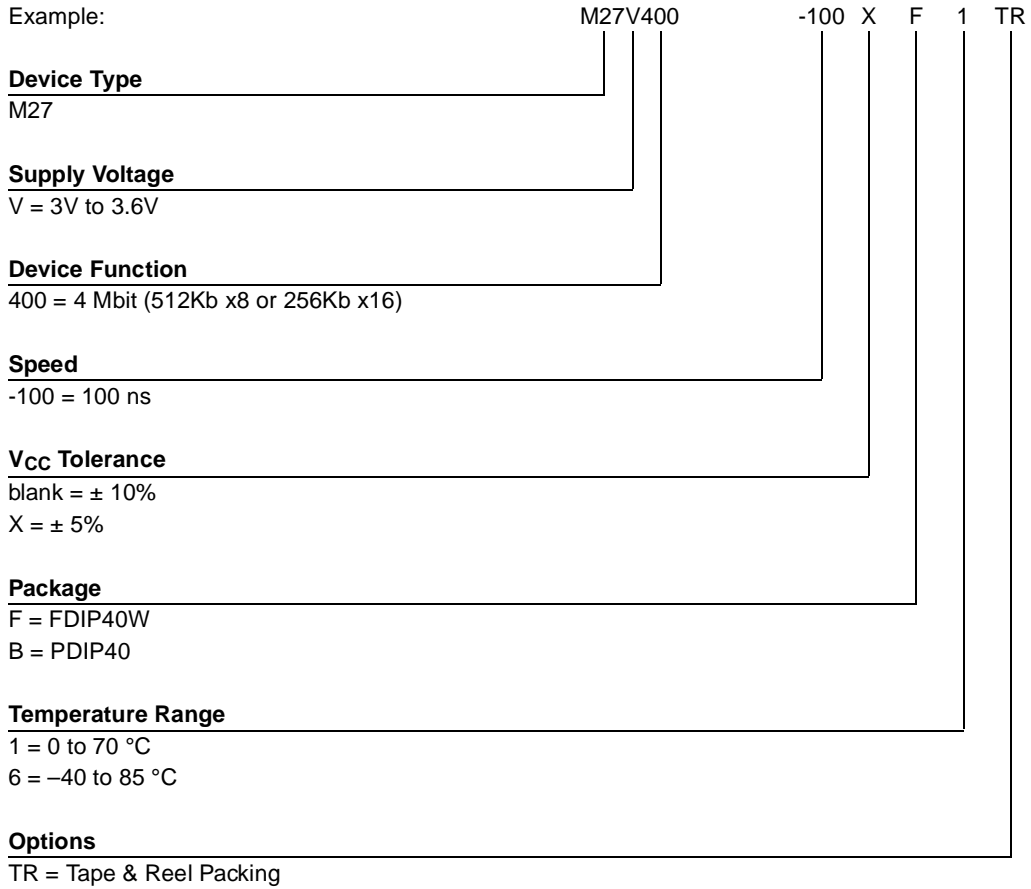 Example: M27V400 -100 X F 1 TR
Device Type
M27
Supply Voltage
V = 3V to 3.6V
Device Function
400 = 4 Mbit (512Kb x8 or 256Kb x16)
Speed
-100 = 100 ns
VCC Tolerance
blank = ± 10%
X = ± 5%
Package
F = FDIP40W
B = PDIP40
Temperature Range
1 = 0 to 70 °C
6 = –40 to 85 °C
Options
TR = Tape & Reel Packing